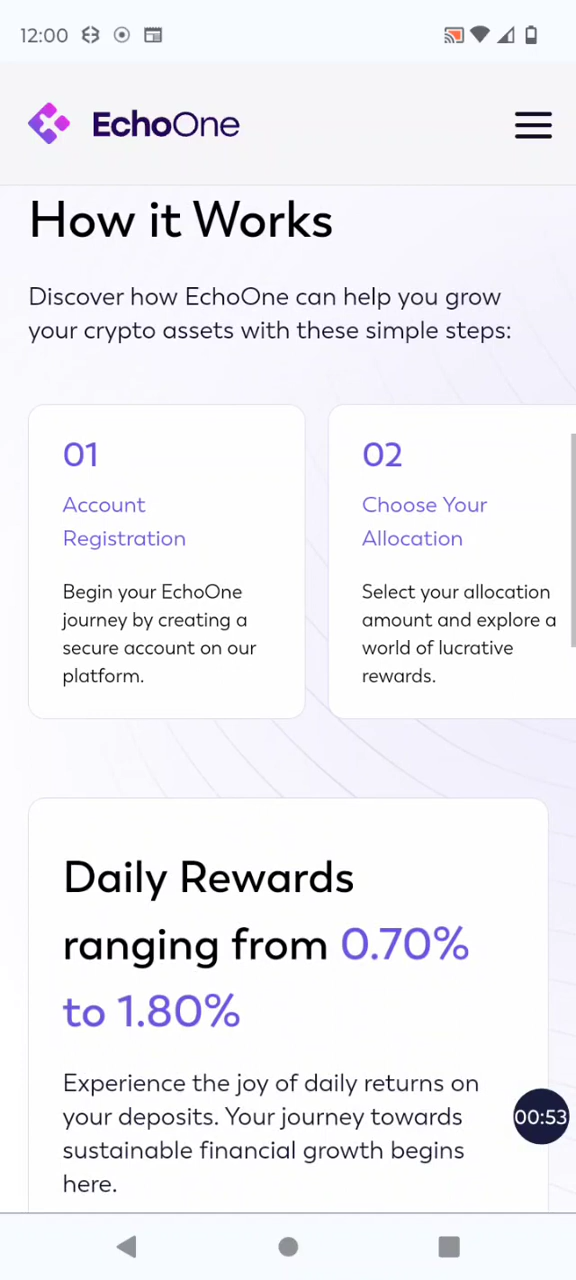 12:00
EchoOne
How it Works
Discover how EchoOne can help you grow
your crypto assets with these simple steps:
01
Account
Registration
Begin your EchoOne
journey by creating a
secure account on our
platform.
02
Choose Your
Allocation
Select your allocation
amount and explore a
world of lucrative
rewards.
Daily Rewards
ranging from 0.70%
to 1.80%
Experience the joy of daily returns on
your deposits. Your journey towards
sustainable financial growth begins
here.
00:53